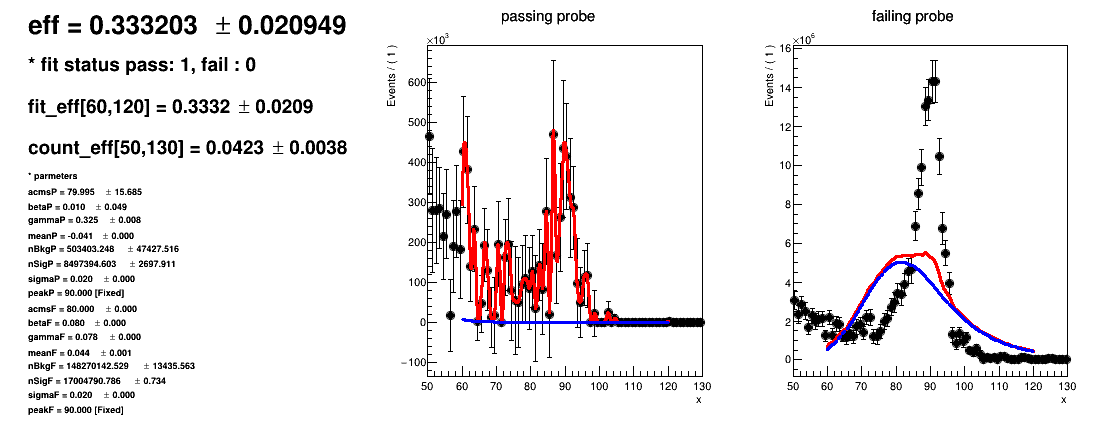 eff = 0.333203 ± 0.020949
* fit status pass: 1, fail : 0
fit_eff[60,120] = 0.3332 ± 0.0209
count_eff[50,130] = 0.0423 ± 0.0038
* parmeters
acmsP = 79.995 ± 15.685
betaP = 0.010 ± 0.049
gammaP = 0.325 ± 0.008
meanP = -0.041 ± 0.000
nBkgP = 503403.248 ± 47427.516
nSigP = 8497394.603 ± 2697.911
sigmaP = 0.020 ± 0.000
peakP = 90.000 [Fixed]
acmsF = 80.000 ± 0.000
betaF = 0.080 ± 0.000
gammaF = 0.078 ± 0.000
meanF = 0.044 ± 0.001
nBkgF = 148270142.529 ± 13435.563
nSigF = 17004790.786 ± 0.734
sigmaF = 0.020 ± 0.000
peakF = 90.000 [Fixed]
passing probe
×10³
Events / ( 1 )
600
500
400
300
200
100
0
−100
50 60 70 80 90 100 110 120 130
x
failing probe
×10⁶
Events / ( 1 )
16
14
12
10
8
6
4
2
0
50 60 70 80 90 100 110 120 130
x